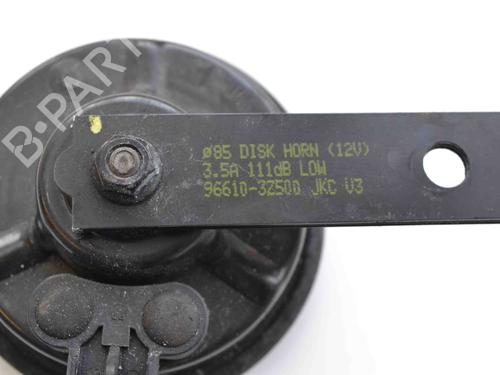 B-PARTS
ø85 DISK HORN (12V)
3.5A 111dB LOW
96610-3Z500 JKC V3